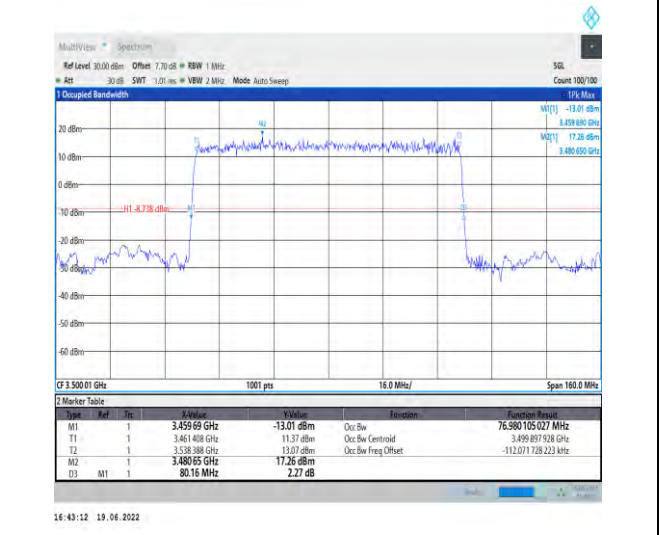 MultiView Spectrum
Ref Level 30.00 dBm Offset 7.70 dB RBW 1 MHz SGL
Att 30 dB SWT 1.01 ms VBW 2 MHz Mode Auto Sweep Count 100/100
1 Occupied Bandwidth 1Pk Max
M1[1] -13.01 dBm
3.459 690 GHz
M2[1] 17.26 dBm
3.480 650 GHz
M2
20 dBm
10 dBm
0 dBm
H1 -8.738 dBm M1
-10 dBm
-20 dBm
-30 dBm
-40 dBm
-50 dBm
-60 dBm
CF 3.500 01 GHz 1001 pts 16.0 MHz/ Span 160.0 MHz
2 Marker Table
Type Ref Trc X-Value Y-Value Function Function Result
M1 1 3.459 69 GHz -13.01 dBm Occ Bw 76.980 105 027 MHz
T1 1 3.461 408 GHz 11.37 dBm Occ Bw Centroid 3.499 897 928 GHz
T2 1 3.538 388 GHz 13.07 dBm Occ Bw Freq Offset -112.071 728 223 kHz
M2 1 3.480 65 GHz 17.26 dBm
D3 M1 1 80.16 MHz 2.27 dB
16:43:12 19.06.2022